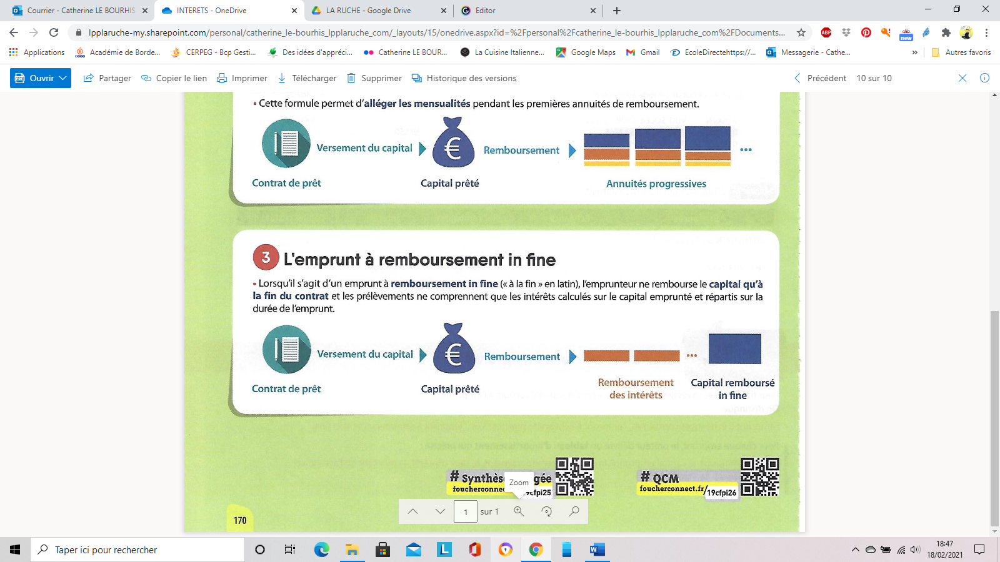 Courrier - Catherine LE BOURHIS
INTERETS - OneDrive
LA RUCHE - Google Drive
Editor
lpplaruche-my.sharepoint.com/personal/catherine_le-bourhis_lpplaruche_com/_layouts/15/onedrive.aspx?id=%2Fpersonal%2Fcatherine_le-bourhis_lpplaruche_com%2FDocuments...
ABP
new
Applications
Académie de Borde...
CERPEG - Bcp Gesti...
Des idées d'appréci...
Catherine LE BOUR...
La Cuisine Italienne...
Google Maps
Gmail
EcoleDirectehttps://...
Messagerie - Cathe...
»
Autres favoris
PDF Ouvrir
Partager
Copier le lien
Imprimer
Télécharger
Supprimer
Historique des versions
Précédent
10 sur 10
• Cette formule permet d'alléger les mensualités pendant les premières annuités de remboursement.
Versement du capital
€
Remboursement
...
Contrat de prêt
Capital prêté
Annuités progressives
3 L'emprunt à remboursement in fine
• Lorsqu'il s'agit d'un emprunt à remboursement in fine (« à la fin » en latin), l'emprunteur ne rembourse le capital qu'à
la fin du contrat et les prélèvements ne comprennent que les intérêts calculés sur le capital emprunté et répartis sur la
durée de l'emprunt.
Versement du capital
€
Remboursement
...
Contrat de prêt
Capital prêté
Remboursement
des intérêts
Capital remboursé
in fine
# Synthès
gée
foucherconnec
19cfpi25
Zoom
# QCM
foucherconnect.fr/
19cfpi26
1 sur 1
170
Taper ici pour rechercher
L
W
18:47
18/02/2021